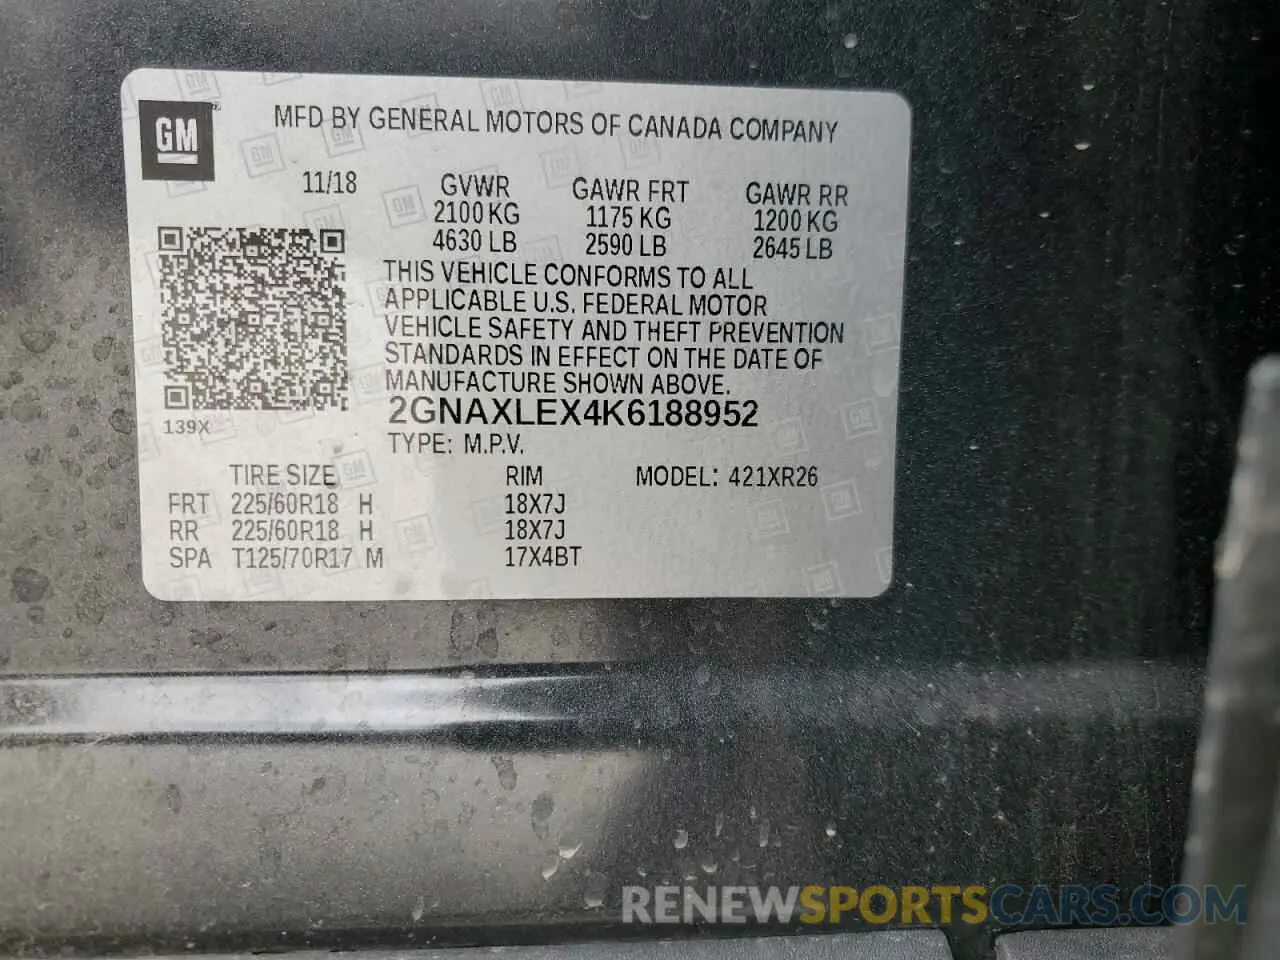 GM
MFD BY GENERAL MOTORS OF CANADA COMPANY
11/18 GVWR GAWR FRT GAWR RR
2100 KG 1175 KG 1200 KG
4630 LB 2590 LB 2645 LB
THIS VEHICLE CONFORMS TO ALL
APPLICABLE U.S. FEDERAL MOTOR
VEHICLE SAFETY AND THEFT PREVENTION
STANDARDS IN EFFECT ON THE DATE OF
MANUFACTURE SHOWN ABOVE.
139X 2GNAXLEX4K6188952
TYPE: M.P.V.
TIRE SIZE RIM MODEL: 421XR26
FRT 225/60R18 H 18X7J
RR 225/60R18 H 18X7J
SPA T125/70R17 M 17X4BT
RENEWSPORTSCARS.COM